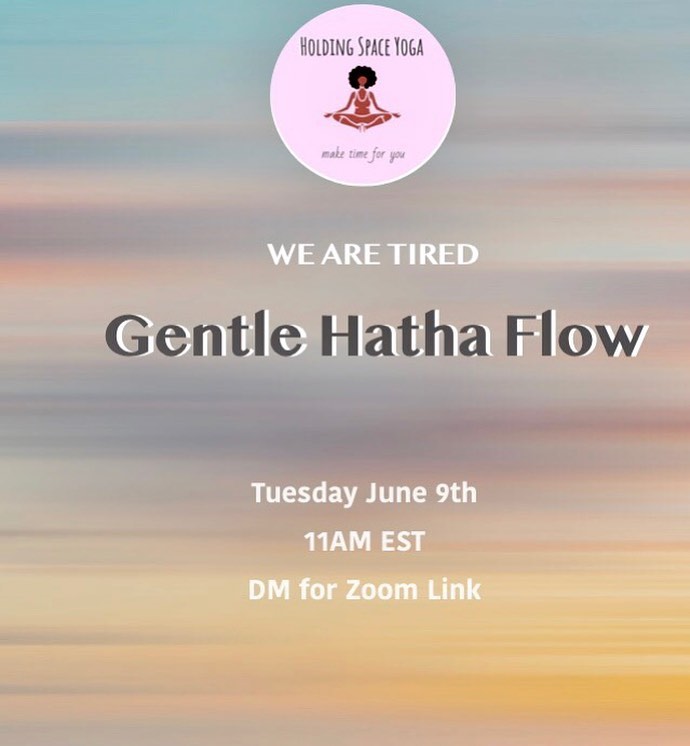 HOLDING SPACE YOGA
make time for you
WE ARE TIRED
Gentle Hatha Flow
Tuesday June 9th
11AM EST
DM for Zoom Link